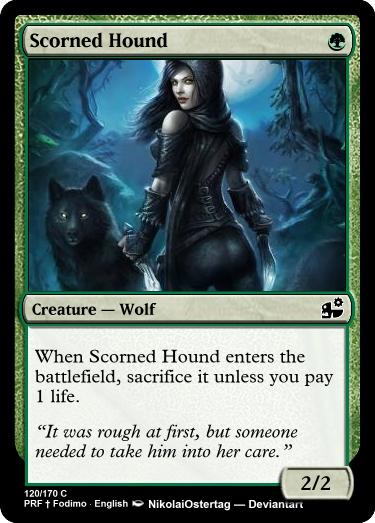 Scorned Hound
Creature — Wolf
When Scorned Hound enters the
battlefield, sacrifice it unless you pay
1 life.
“It was rough at first, but someone
needed to take him into her care.”
2/2
120/170 C
PRF † Fodimo · English NikolaiOstertag — Deviantart